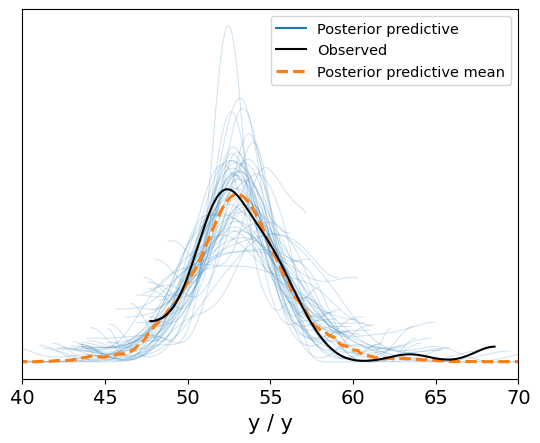 Posterior predictive
Observed
Posterior predictive mean
40 45 50 55 60 65 70
y / y